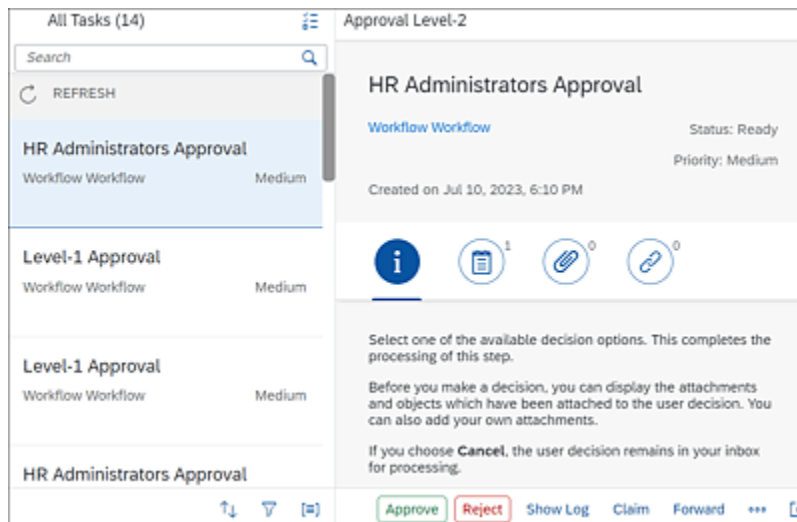 All Tasks (14)
Search
REFRESH
HR Administrators Approval
Workflow Workflow
Medium
Level-1 Approval
Workflow Workflow
Medium
Level-1 Approval
Workflow Workflow
Medium
HR Administrators Approval
Approval Level-2
HR Administrators Approval
Workflow Workflow
Status: Ready
Priority: Medium
Created on Jul 10, 2023, 6:10 PM
1
0
0
Select one of the available decision options. This completes the
processing of this step.
Before you make a decision, you can display the attachments
and objects which have been attached to the user decision. You
can also add your own attachments.
If you choose Cancel, the user decision remains in your inbox
for processing.
Approve Reject Show Log Claim Forward